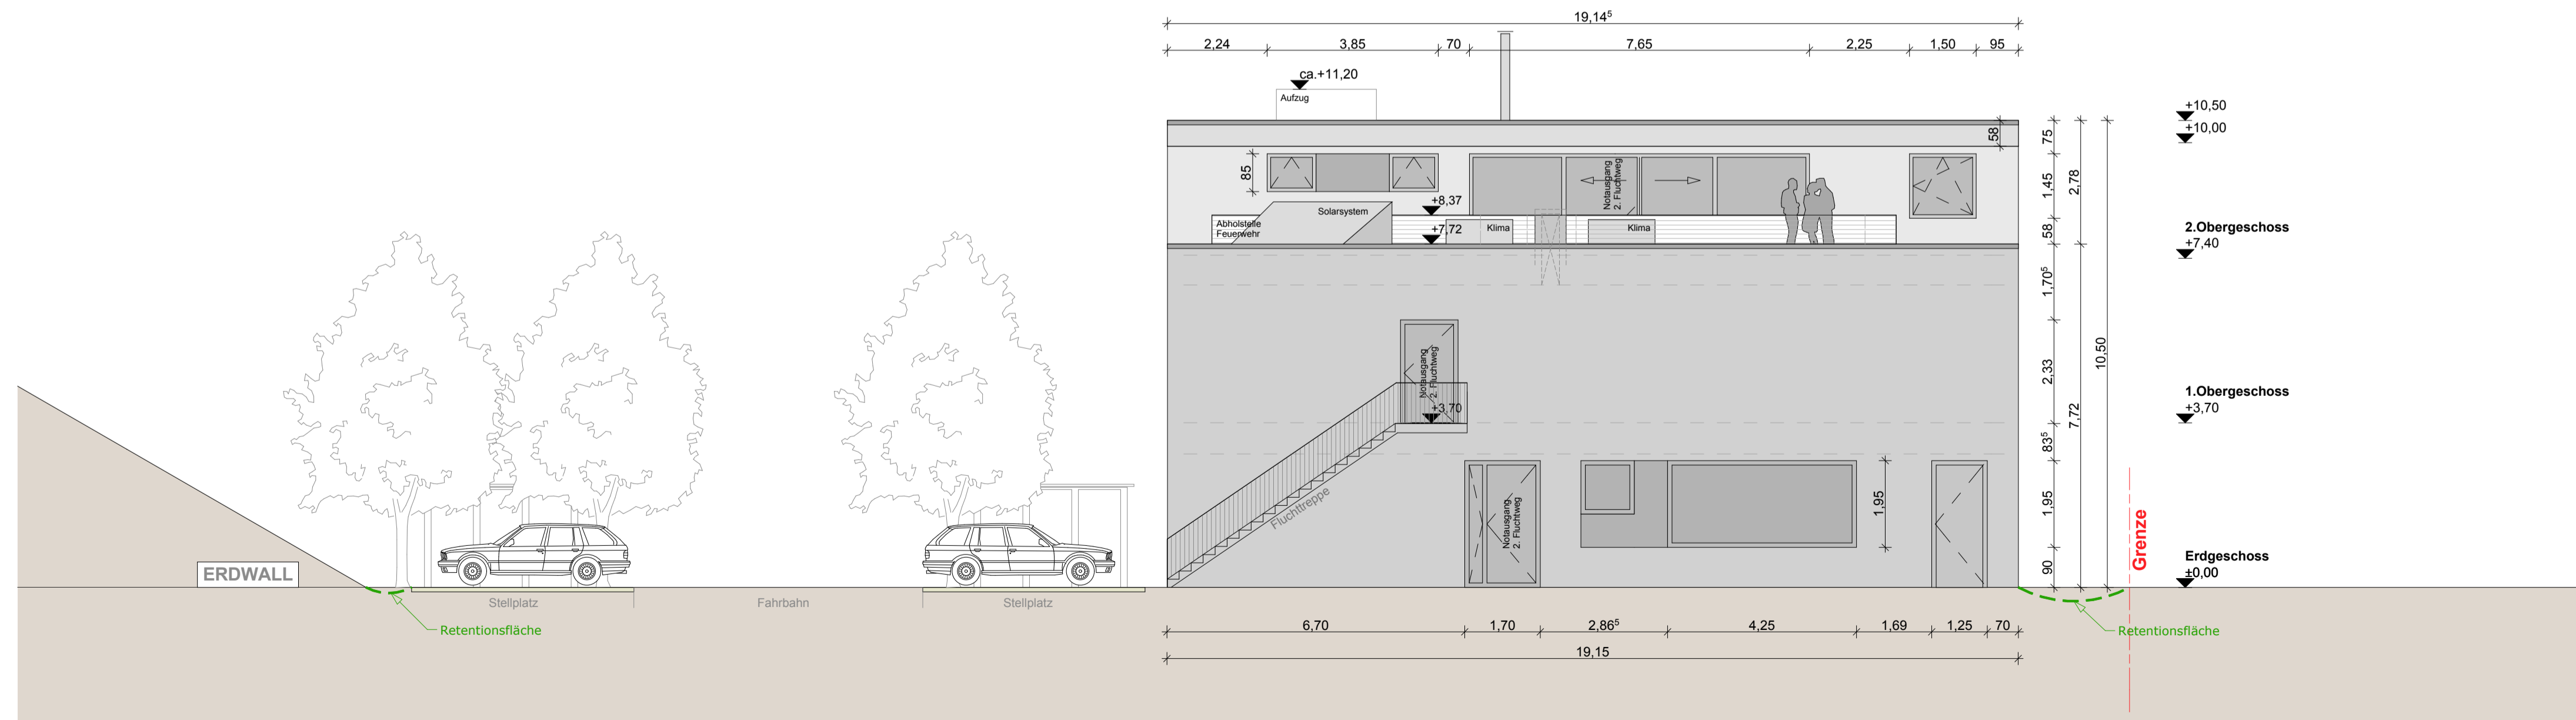 19,14⁵
2,24 3,85 70 7,65 2,25 1,50 95
ca.+11,20
Aufzug
58
85
Notausgang
2. Fluchtweg
Solarsystem
Abholstelle
Feuerwehr
+8,37
+7,72
Klima
Klima
Notausgang
2. Fluchtweg
+3,70
Fluchttreppe
Notausgang
2. Fluchtweg
1,95
75
1,45
58
1,70⁵
2,33
83⁵
1,95
90
2,78
7,72
10,50
+10,50
+10,00
2.Obergeschoss
+7,40
1.Obergeschoss
+3,70
Erdgeschoss
±0,00
Grenze
ERDWALL
Stellplatz
Fahrbahn
Stellplatz
Retentionsfläche
Retentionsfläche
6,70 1,70 2,86⁵ 4,25 1,69 1,25 70
19,15